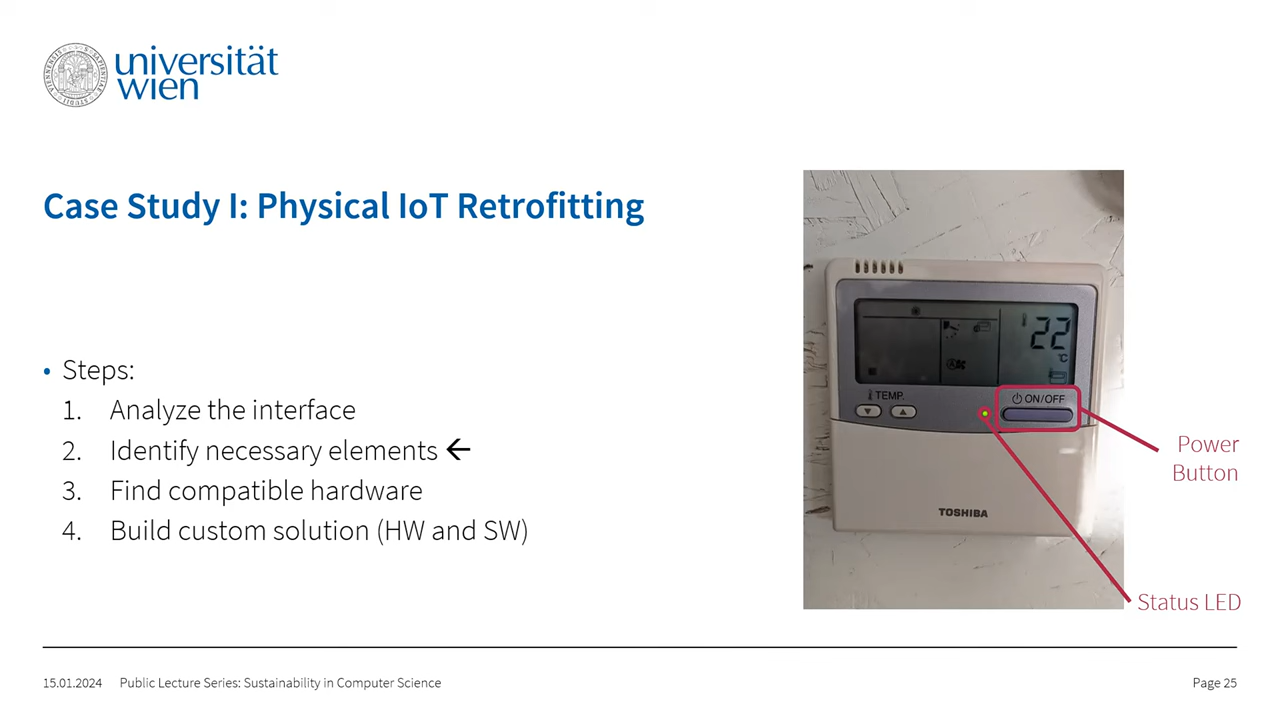 universität
wien
Case Study I: Physical IoT Retrofitting
• Steps:
1. Analyze the interface
2. Identify necessary elements ←
3. Find compatible hardware
4. Build custom solution (HW and SW)
22
°C
TEMP.
ON/OFF
TOSHIBA
Power
Button
Status LED
15.01.2024 Public Lecture Series: Sustainability in Computer Science Page 25